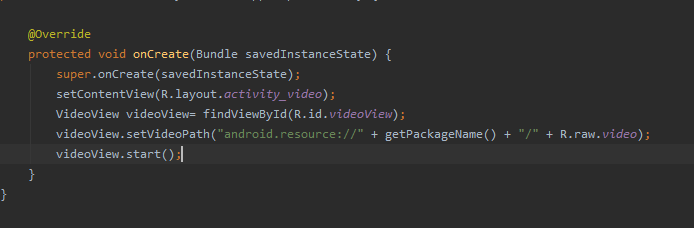 @Override
protected void onCreate(Bundle savedInstanceState) {
super.onCreate(savedInstanceState);
setContentView(R.layout.activity_video);
VideoView videoView= findViewById(R.id.videoView);
videoView.setVideoPath("android.resource://" + getPackageName() + "/" + R.raw.video);
videoView.start();
}
}